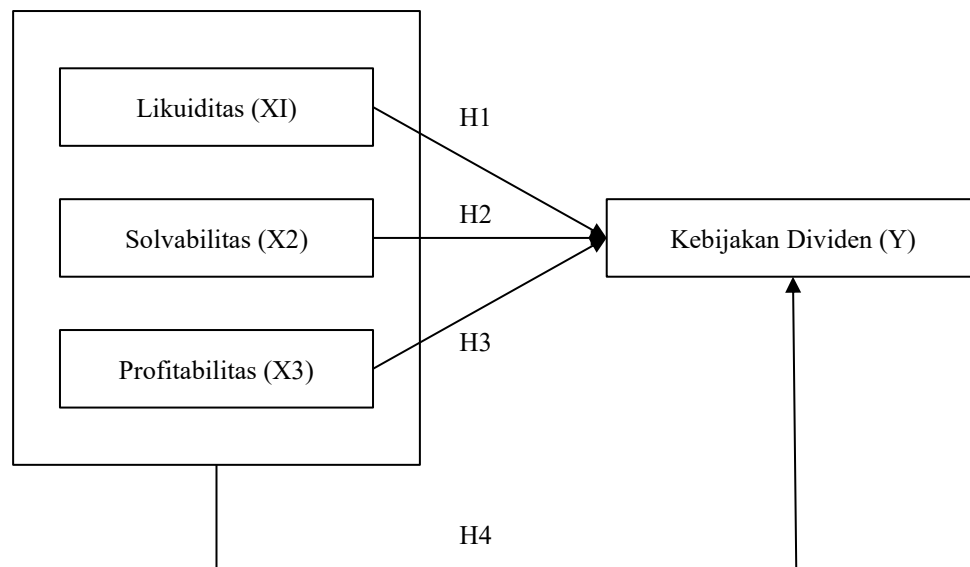 Likuiditas (XI)
H1
Solvabilitas (X2)
H2
Kebijakan Dividen (Y)
Profitabilitas (X3)
H3
H4